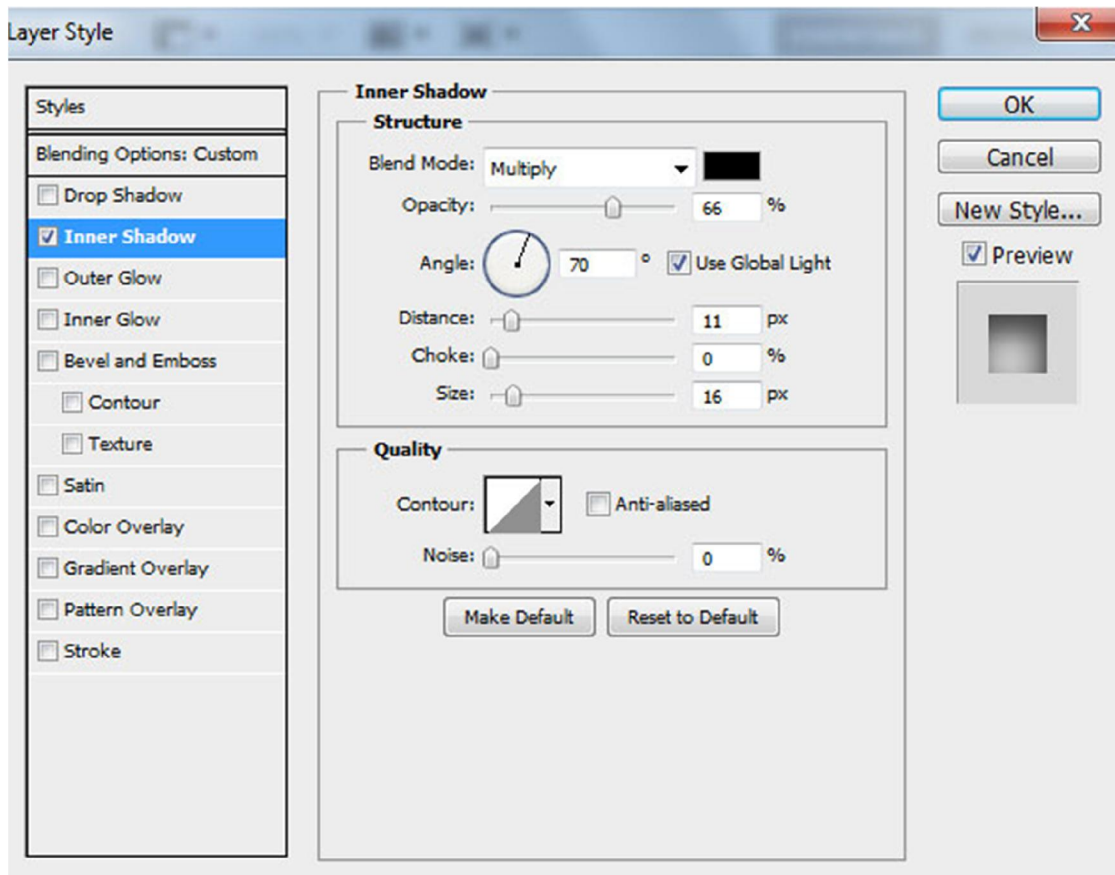 Layer Style
Styles
Blending Options: Custom
Drop Shadow
Inner Shadow
Outer Glow
Inner Glow
Bevel and Emboss
Contour
Texture
Satin
Color Overlay
Gradient Overlay
Pattern Overlay
Stroke
Inner Shadow
Structure
Blend Mode: Multiply
Opacity: 66 %
Angle: 70 ° Use Global Light
Distance: 11 px
Choke: 0 %
Size: 16 px
Quality
Contour: Anti-aliased
Noise: 0 %
Make Default Reset to Default
OK
Cancel
New Style...
Preview